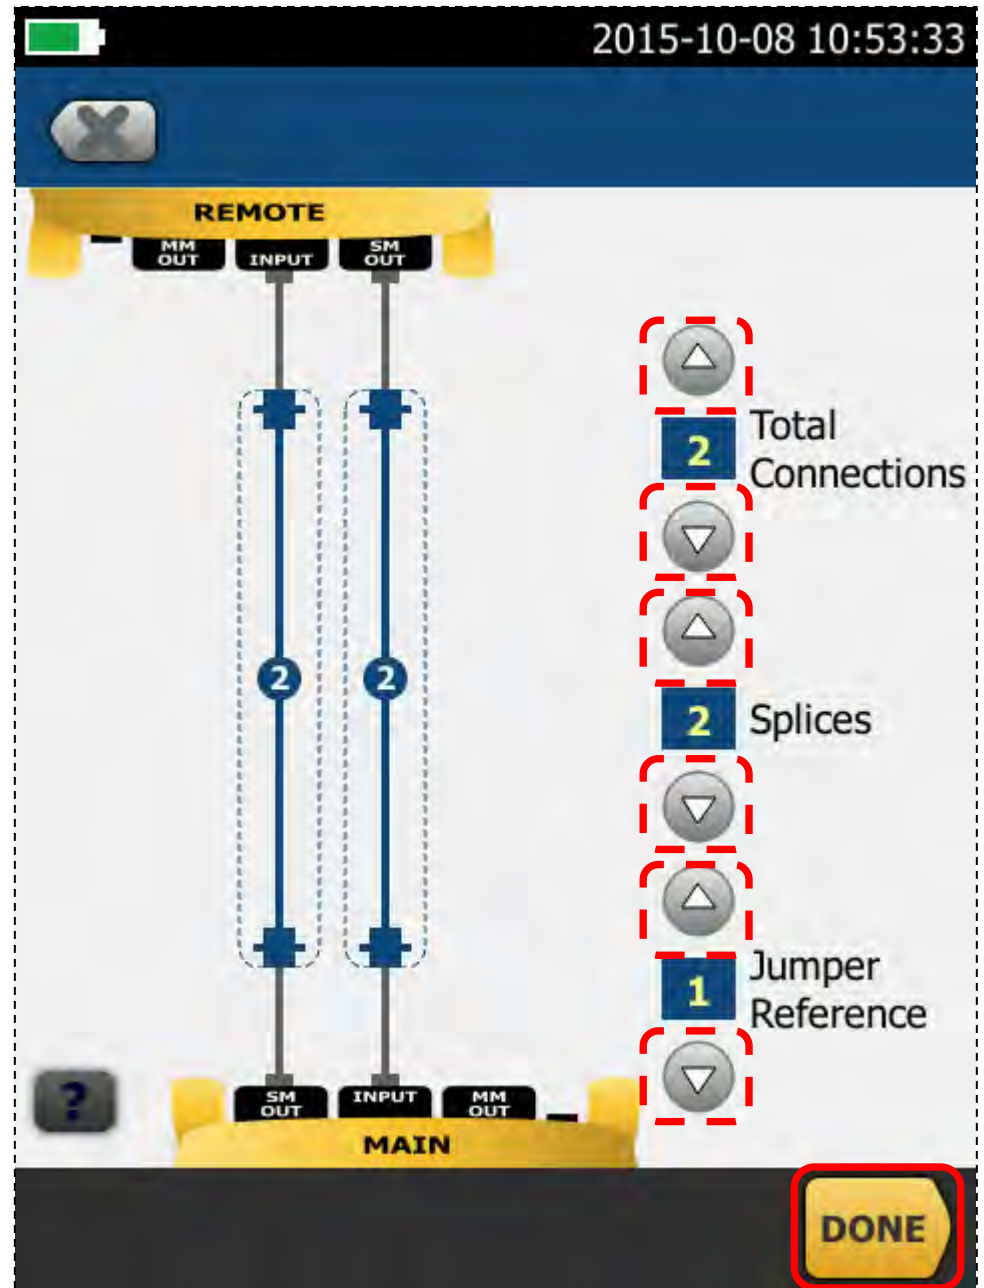 2015-10-08 10:53:33
REMOTE
MM OUT
INPUT
SM OUT
2 Total Connections
2 2
2 Splices
1 Jumper Reference
?
SM OUT
INPUT
MM OUT
MAIN
DONE